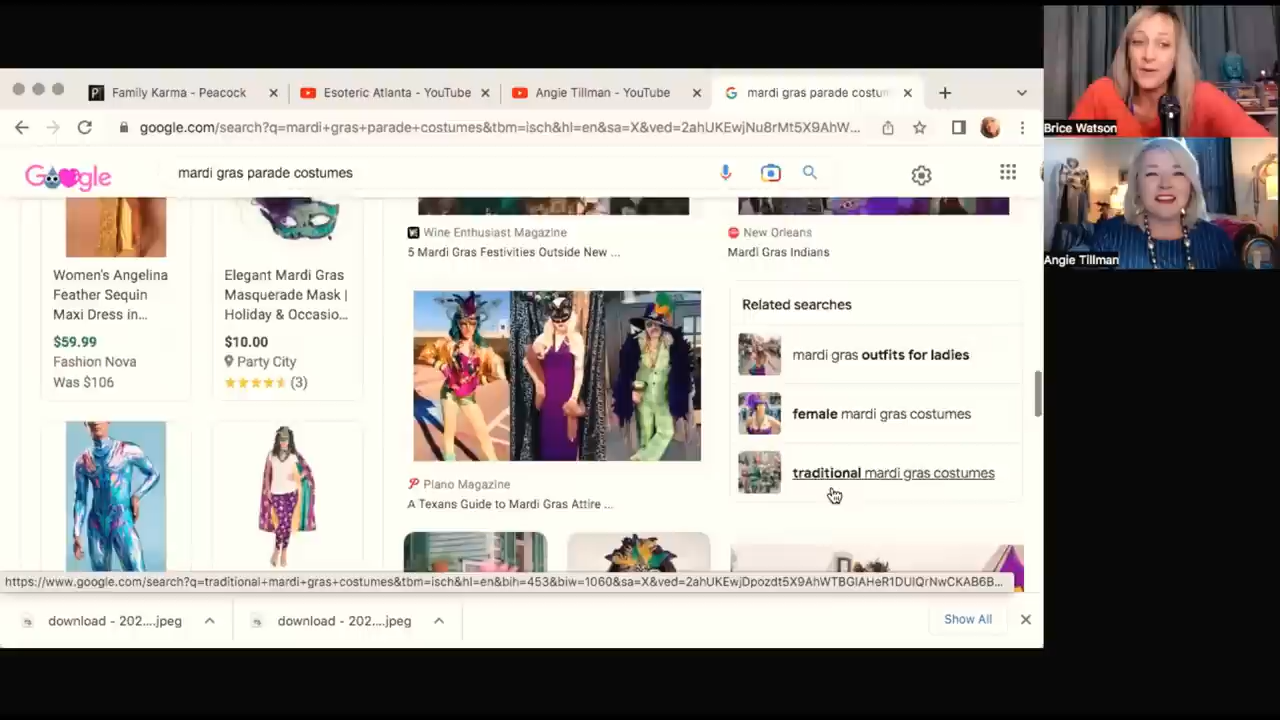 Family Karma - Peacock
Esoteric Atlanta - YouTube
Angie Tillman - YouTube
mardi gras parade costum
google.com/search?q=mardi+gras+parade+costumes&tbm=isch&hl=en&sa=X&ved=2ahUKEwjNu8rMt5X9AhW...
Google
mardi gras parade costumes
Women's Angelina
Feather Sequin
Maxi Dress in...
$59.99
Fashion Nova
Was $106
Elegant Mardi Gras
Masquerade Mask |
Holiday & Occasio...
$10.00
Party City
(3)
Wine Enthusiast Magazine
5 Mardi Gras Festivities Outside New ...
New Orleans
Mardi Gras Indians
Plano Magazine
A Texans Guide to Mardi Gras Attire ...
Related searches
mardi gras outfits for ladies
female mardi gras costumes
traditional mardi gras costumes
https://www.google.com/search?q=traditional+mardi+gras+costumes&tbm=isch&hl=en&bih=453&biw=1060&sa=X&ved=2ahUKEwjDpozdt5X9AhWTBGIAHeR1DUIQrNwCKAB6B...
download - 202....jpeg
download - 202....jpeg
Show All
Brice Watson
Angie Tillman